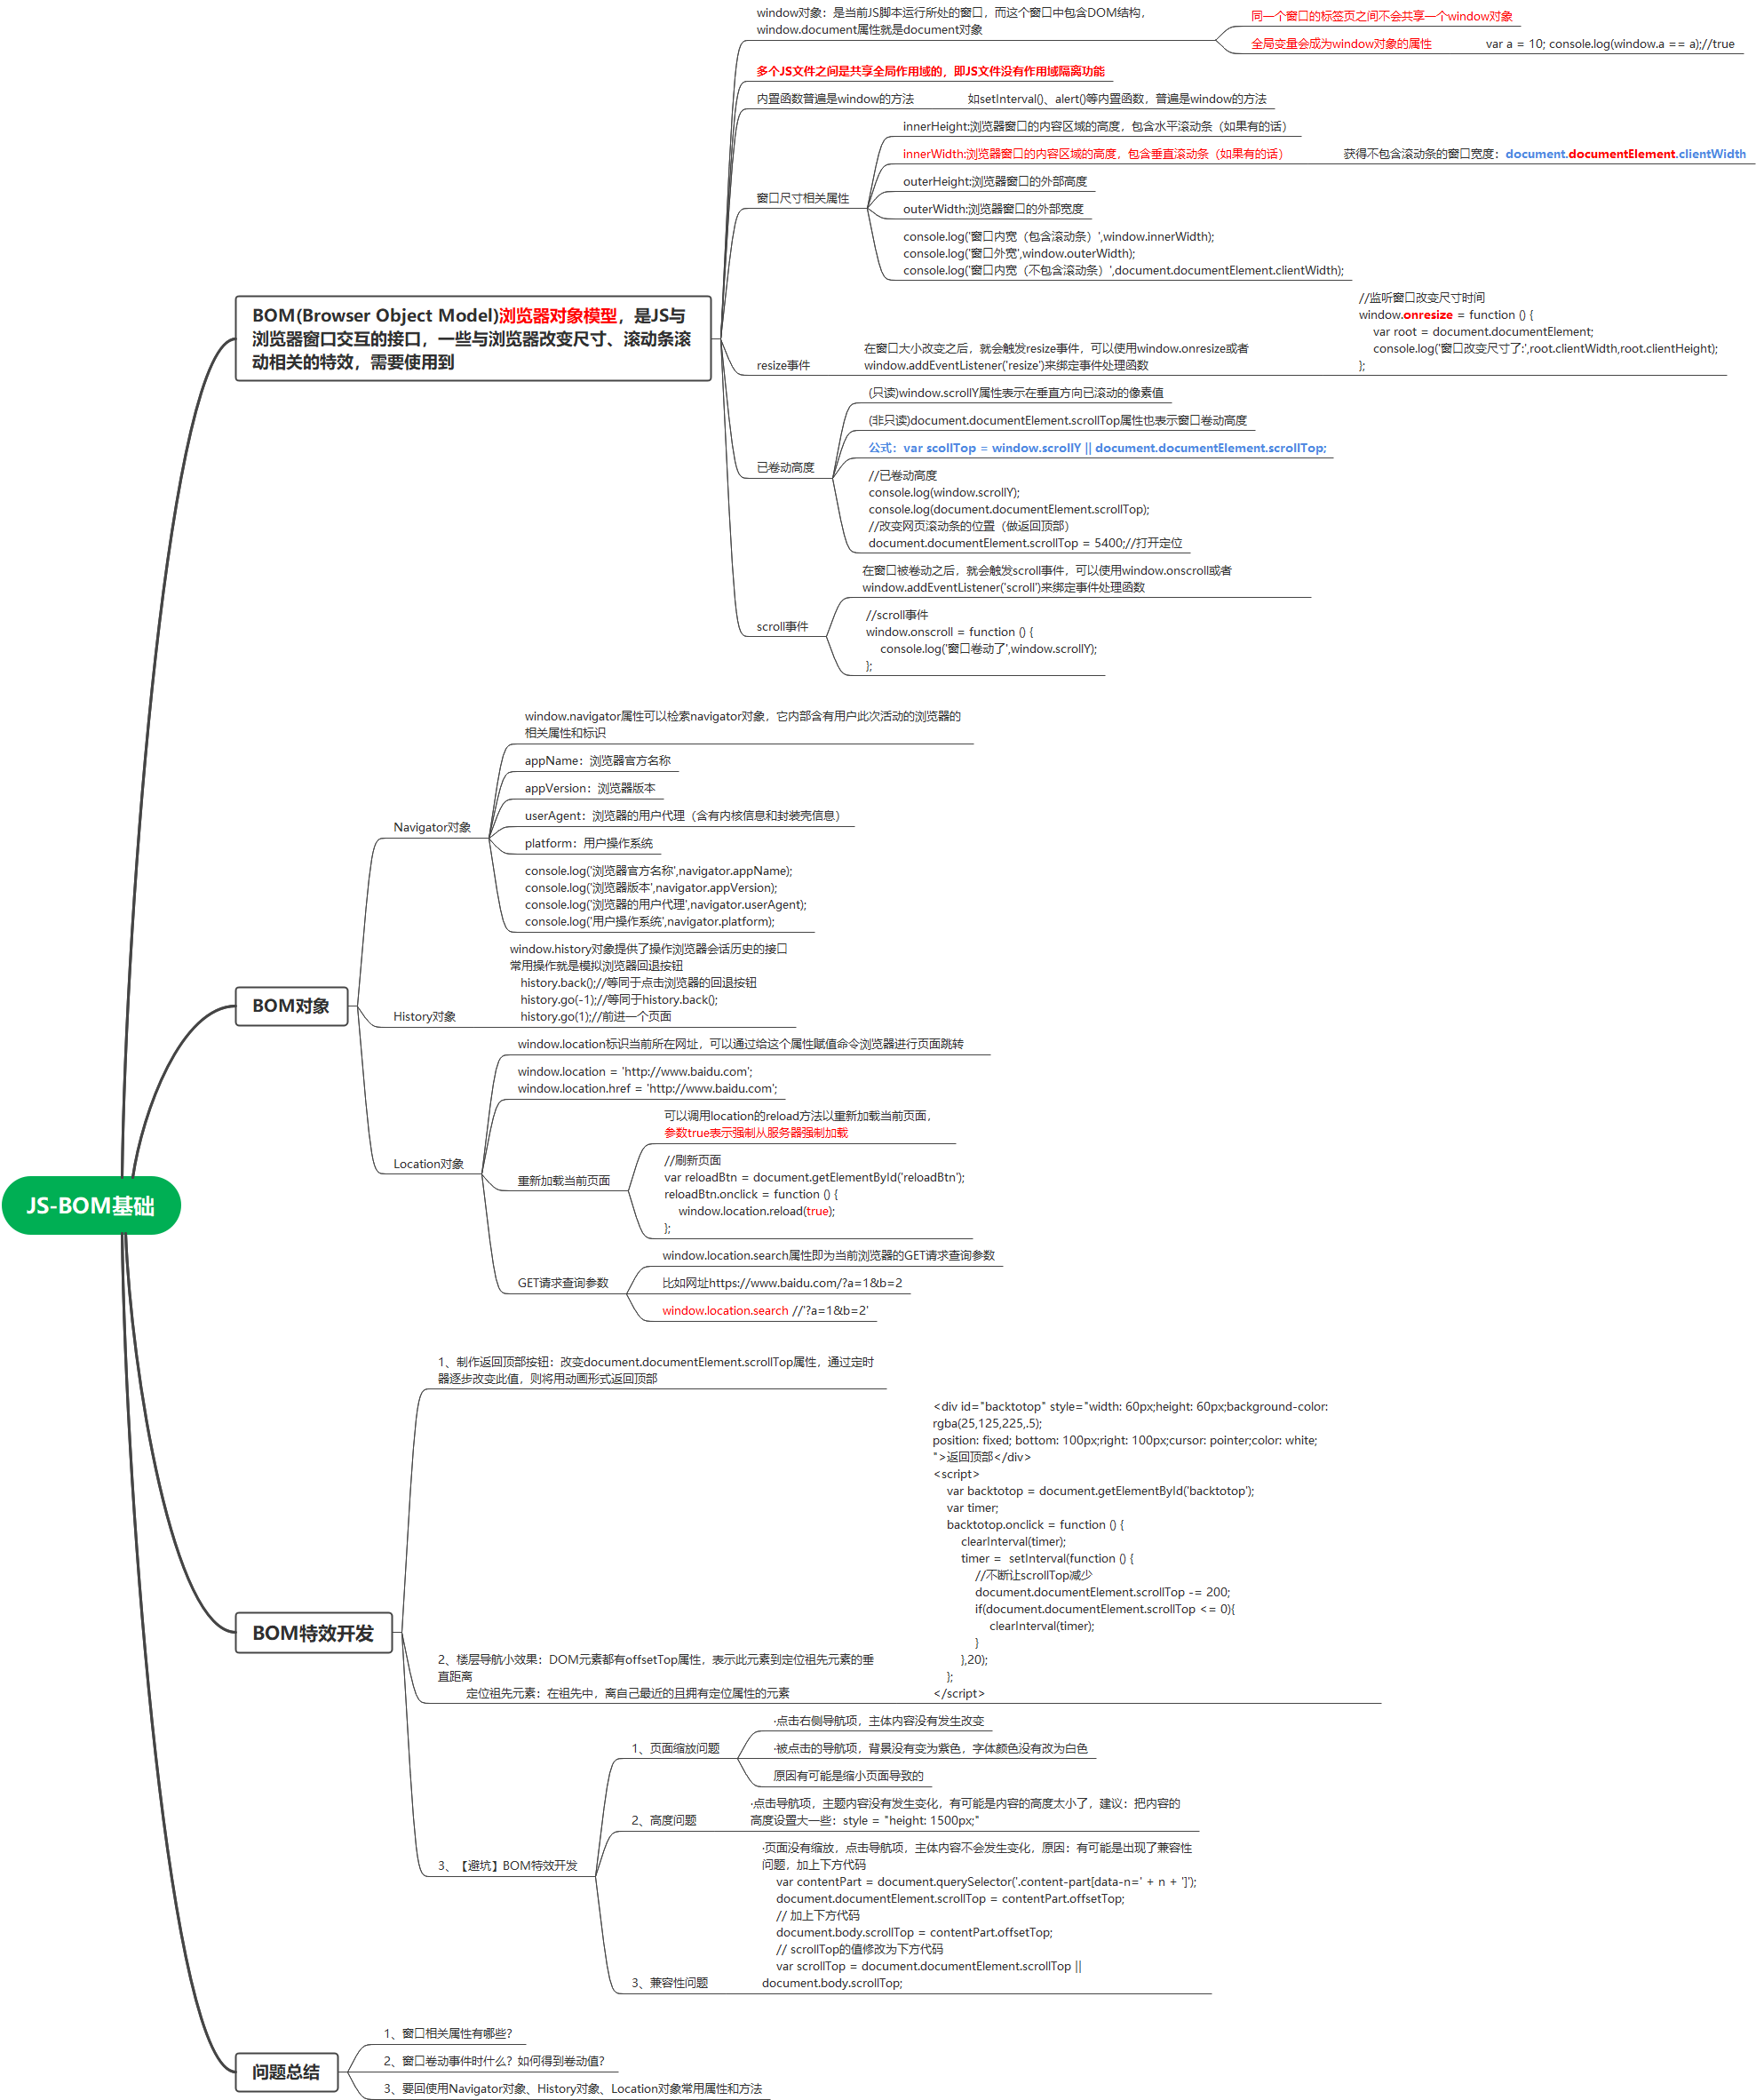 JS-BOM基础
BOM(Browser Object Model)浏览器对象模型，是JS与
浏览器窗口交互的接口，一些与浏览器改变尺寸、滚动条滚
动相关的特效，需要使用到
window对象：是当前JS脚本运行所处的窗口，而这个窗口中包含DOM结构，
window.document属性就是document对象
同一个窗口的标签页之间不会共享一个window对象
全局变量会成为window对象的属性
var a = 10; console.log(window.a == a);//true
多个JS文件之间是共享全局作用域的，即JS文件没有作用域隔离功能
内置函数普遍是window的方法
如setInterval()、alert()等内置函数，普遍是window的方法
窗口尺寸相关属性
innerHeight:浏览器窗口的内容区域的高度，包含水平滚动条（如果有的话）
innerWidth:浏览器窗口的内容区域的高度，包含垂直滚动条（如果有的话）
获得不包含滚动条的窗口宽度：document.documentElement.clientWidth
outerHeight:浏览器窗口的外部高度
outerWidth:浏览器窗口的外部宽度
console.log('窗口内宽（包含滚动条）',window.innerWidth);
console.log('窗口外宽',window.outerWidth);
console.log('窗口内宽（不包含滚动条）',document.documentElement.clientWidth);
resize事件
在窗口大小改变之后，就会触发resize事件，可以使用window.onresize或者
window.addEventListener('resize')来绑定事件处理函数
//监听窗口改变尺寸时间
window.onresize = function () {
var root = document.documentElement;
console.log('窗口改变尺寸了:',root.clientWidth,root.clientHeight);
};
已卷动高度
(只读)window.scrollY属性表示在垂直方向已滚动的像素值
(非只读)document.documentElement.scrollTop属性也表示窗口卷动高度
公式：var scollTop = window.scrollY || document.documentElement.scrollTop;
//已卷动高度
console.log(window.scrollY);
console.log(document.documentElement.scrollTop);
//改变网页滚动条的位置（做返回顶部）
document.documentElement.scrollTop = 5400;//打开定位
scroll事件
在窗口被卷动之后，就会触发scroll事件，可以使用window.onscroll或者
window.addEventListener('scroll')来绑定事件处理函数
//scroll事件
window.onscroll = function () {
console.log('窗口卷动了',window.scrollY);
};
BOM对象
Navigator对象
window.navigator属性可以检索navigator对象，它内部含有用户此次活动的浏览器的
相关属性和标识
appName：浏览器官方名称
appVersion：浏览器版本
userAgent：浏览器的用户代理（含有内核信息和封装壳信息）
platform：用户操作系统
console.log('浏览器官方名称',navigator.appName);
console.log('浏览器版本',navigator.appVersion);
console.log('浏览器的用户代理',navigator.userAgent);
console.log('用户操作系统',navigator.platform);
History对象
window.history对象提供了操作浏览器会话历史的接口
常用操作就是模拟浏览器回退按钮
history.back();//等同于点击浏览器的回退按钮
history.go(-1);//等同于history.back();
history.go(1);//前进一个页面
Location对象
window.location标识当前所在网址，可以通过给这个属性赋值命令浏览器进行页面跳转
window.location = 'http://www.baidu.com';
window.location.href = 'http://www.baidu.com';
重新加载当前页面
可以调用location的reload方法以重新加载当前页面，
参数true表示强制从服务器强制加载
//刷新页面
var reloadBtn = document.getElementById('reloadBtn');
reloadBtn.onclick = function () {
window.location.reload(true);
};
GET请求查询参数
window.location.search属性即为当前浏览器的GET请求查询参数
比如网址https://www.baidu.com/?a=1&b=2
window.location.search //'?a=1&b=2'
BOM特效开发
1、制作返回顶部按钮：改变document.documentElement.scrollTop属性，通过定时
器逐步改变此值，则将用动画形式返回顶部
2、楼层导航小效果：DOM元素都有offsetTop属性，表示此元素到定位祖先元素的垂
直距离
定位祖先元素：在祖先中，离自己最近的且拥有定位属性的元素
<div id="backtotop" style="width: 60px;height: 60px;background-color:
rgba(25,125,225,.5);
position: fixed; bottom: 100px;right: 100px;cursor: pointer;color: white;
">返回顶部</div>
<script>
var backtotop = document.getElementById('backtotop');
var timer;
backtotop.onclick = function () {
clearInterval(timer);
timer =  setInterval(function () {
//不断让scrollTop减少
document.documentElement.scrollTop -= 200;
if(document.documentElement.scrollTop <= 0){
clearInterval(timer);
}
},20);
};
</script>
3、【避坑】BOM特效开发
1、页面缩放问题
·点击右侧导航项，主体内容没有发生改变
·被点击的导航项，背景没有变为紫色，字体颜色没有改为白色
原因有可能是缩小页面导致的
2、高度问题
·点击导航项，主题内容没有发生变化，有可能是内容的高度太小了，建议：把内容的
高度设置大一些：style = "height: 1500px;"
3、兼容性问题
·页面没有缩放，点击导航项，主体内容不会发生变化，原因：有可能是出现了兼容性
问题，加上下方代码
var contentPart = document.querySelector('.content-part[data-n=' + n + ']');
document.documentElement.scrollTop = contentPart.offsetTop;
// 加上下方代码
document.body.scrollTop = contentPart.offsetTop;
// scrollTop的值修改为下方代码
var scrollTop = document.documentElement.scrollTop ||
document.body.scrollTop;
问题总结
1、窗口相关属性有哪些？
2、窗口卷动事件时什么？如何得到卷动值？
3、要回使用Navigator对象、History对象、Location对象常用属性和方法